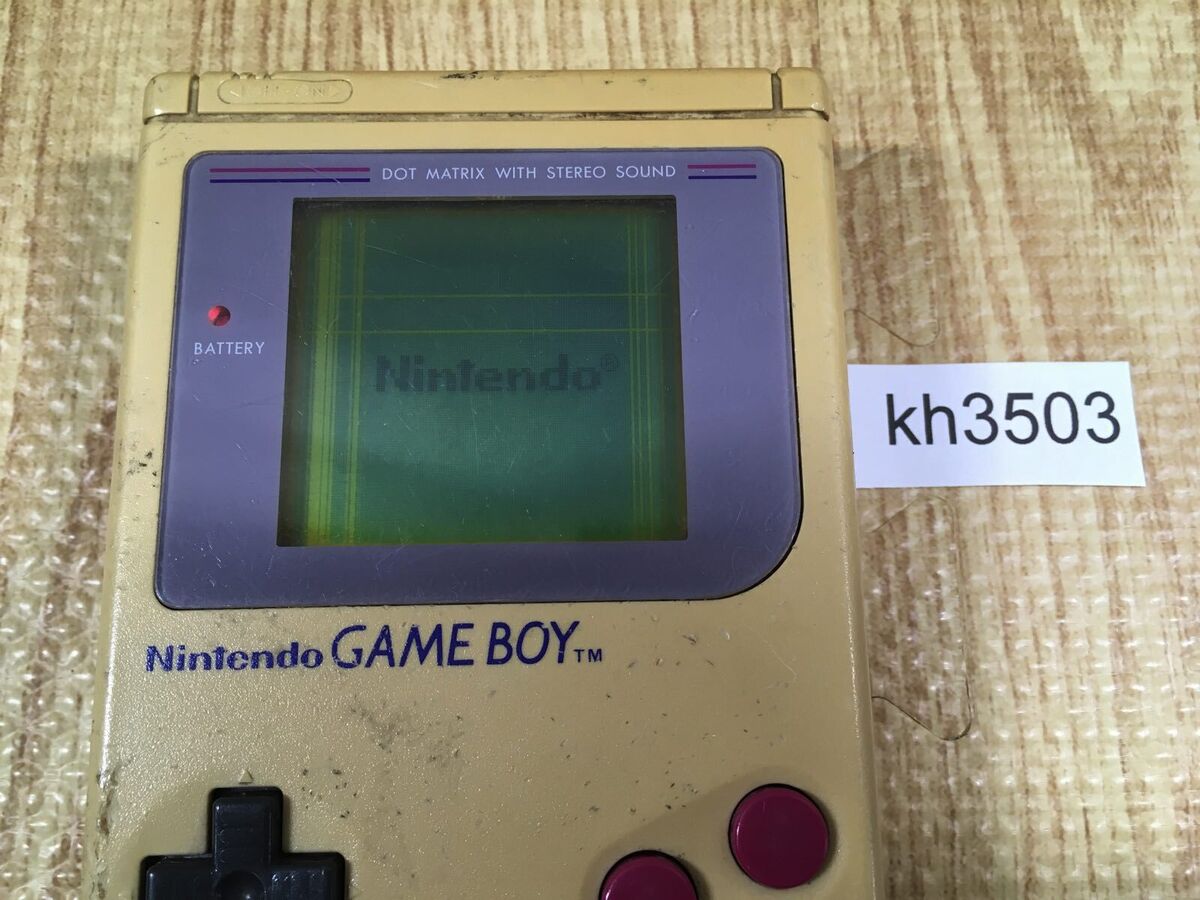 DOT MATRIX WITH STEREO SOUND
BATTERY
Nintendo®
kh3503
Nintendo GAME BOY™